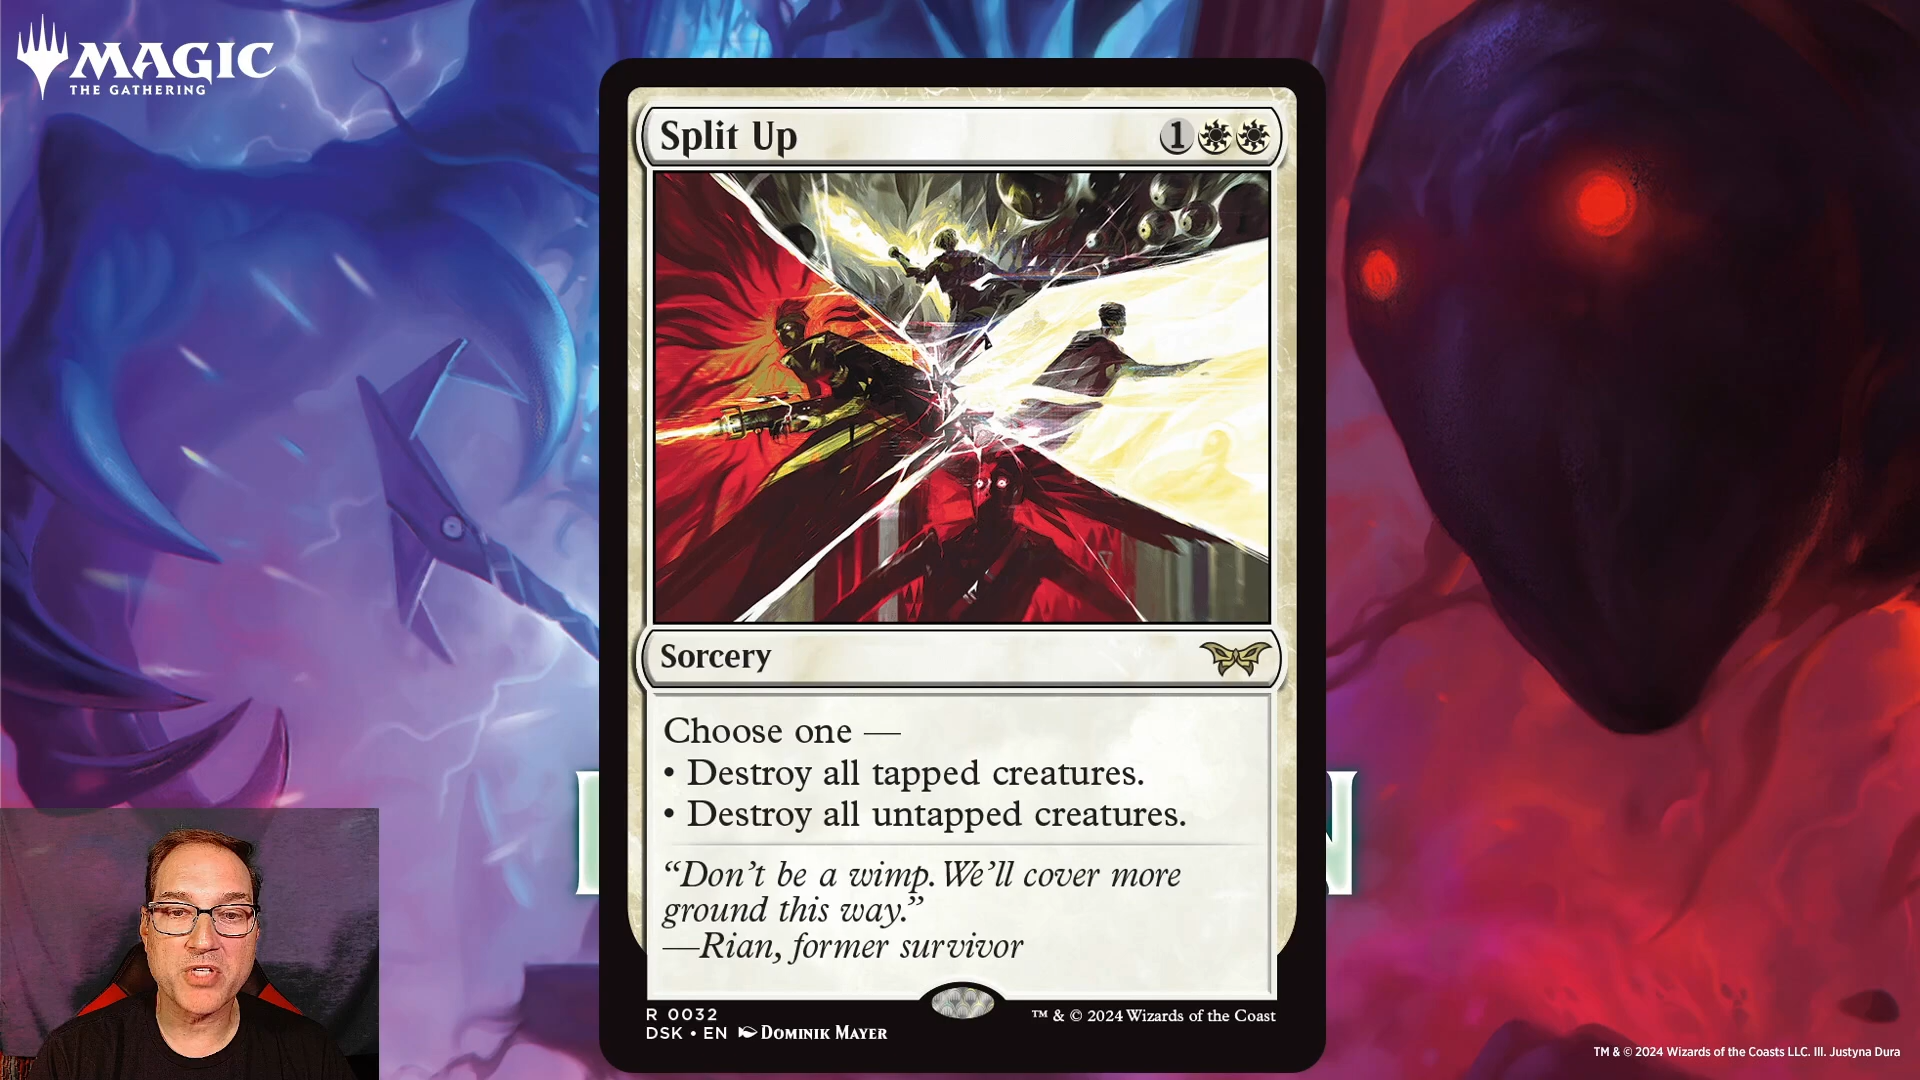 MAGIC
THE GATHERING
Split Up
1
Sorcery
Choose one —
• Destroy all tapped creatures.
• Destroy all untapped creatures.
“Don’t be a wimp. We’ll cover more
ground this way.”
—Rian, former survivor
R 0032
DSK • EN DOMINIK MAYER
™ & © 2024 Wizards of the Coast
TM & © 2024 Wizards of the Coasts LLC. Ill. Justyna Dura